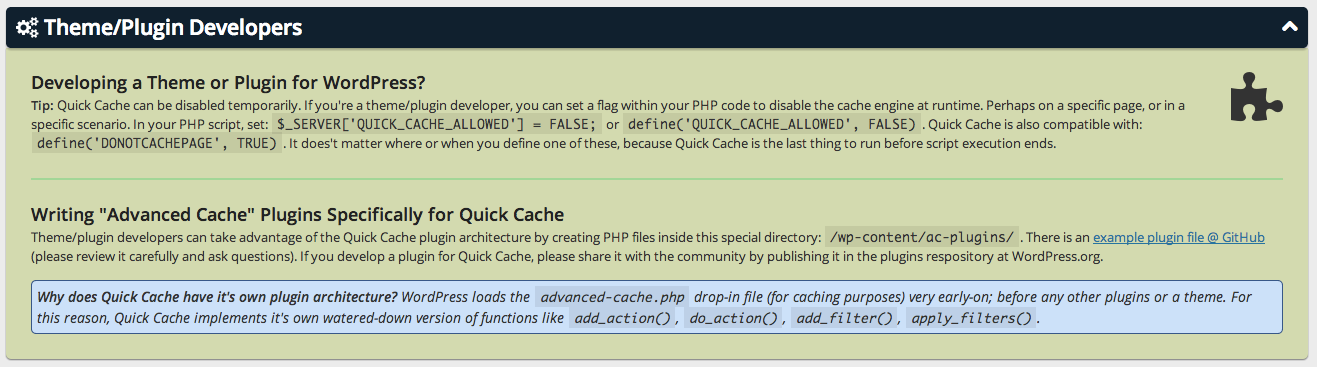 Theme/Plugin Developers
Developing a Theme or Plugin for WordPress?
Tip: Quick Cache can be disabled temporarily. If you're a theme/plugin developer, you can set a flag within your PHP code to disable the cache engine at runtime. Perhaps on a specific page, or in a
specific scenario. In your PHP script, set: $_SERVER['QUICK_CACHE_ALLOWED'] = FALSE; or define('QUICK_CACHE_ALLOWED', FALSE) . Quick Cache is also compatible with:
define('DONOTCACHEPAGE', TRUE) . It does't matter where or when you define one of these, because Quick Cache is the last thing to run before script execution ends.
Writing "Advanced Cache" Plugins Specifically for Quick Cache
Theme/plugin developers can take advantage of the Quick Cache plugin architecture by creating PHP files inside this special directory: /wp-content/ac-plugins/ . There is an example plugin file @ GitHub
(please review it carefully and ask questions). If you develop a plugin for Quick Cache, please share it with the community by publishing it in the plugins respository at WordPress.org.
Why does Quick Cache have it's own plugin architecture? WordPress loads the advanced-cache.php drop-in file (for caching purposes) very early-on; before any other plugins or a theme. For
this reason, Quick Cache implements it's own watered-down version of functions like add_action() , do_action() , add_filter() , apply_filters() .